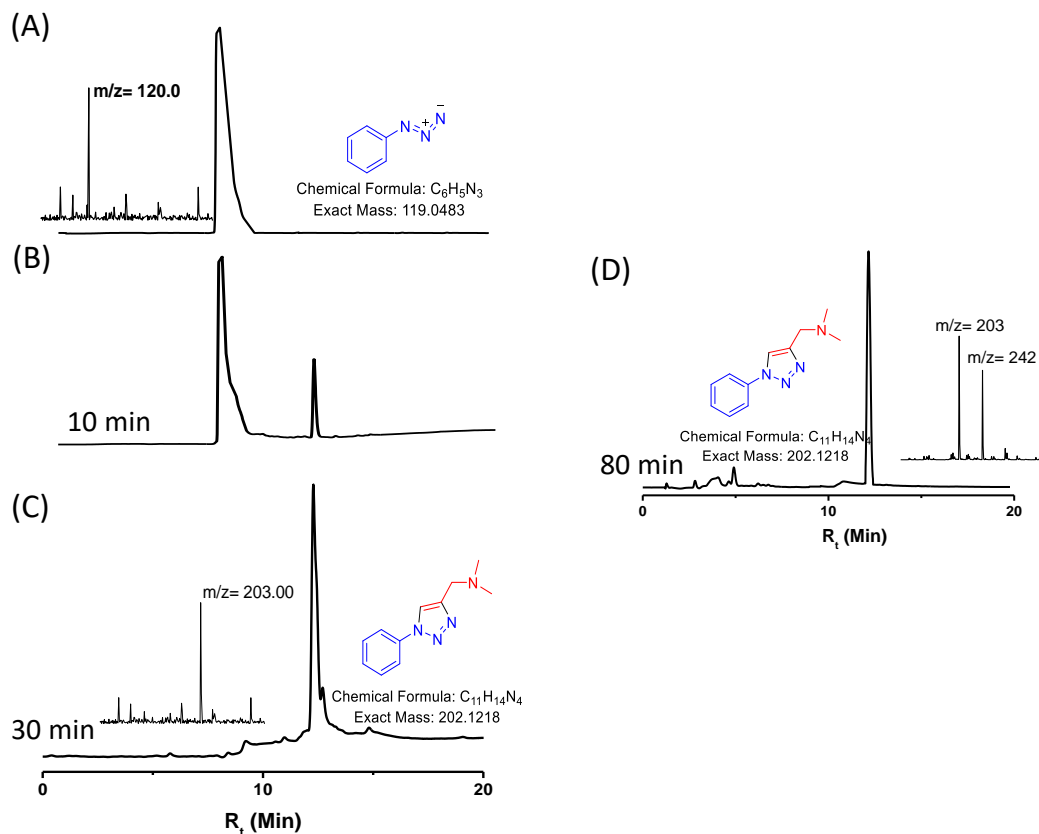 (A)
m/z= 120.0
N N + N −
Chemical Formula: C₆H₅N₃
Exact Mass: 119.0483
(B)
10 min
(C)
m/z= 203.00
N
N N N
Chemical Formula: C₁₁H₁₄N₄
Exact Mass: 202.1218
30 min
0 10 20
Rₜ (Min)
(D)
m/z= 203
m/z= 242
N
N N N
Chemical Formula: C₁₁H₁₄N₄
Exact Mass: 202.1218
80 min
0 10 20
Rₜ (Min)